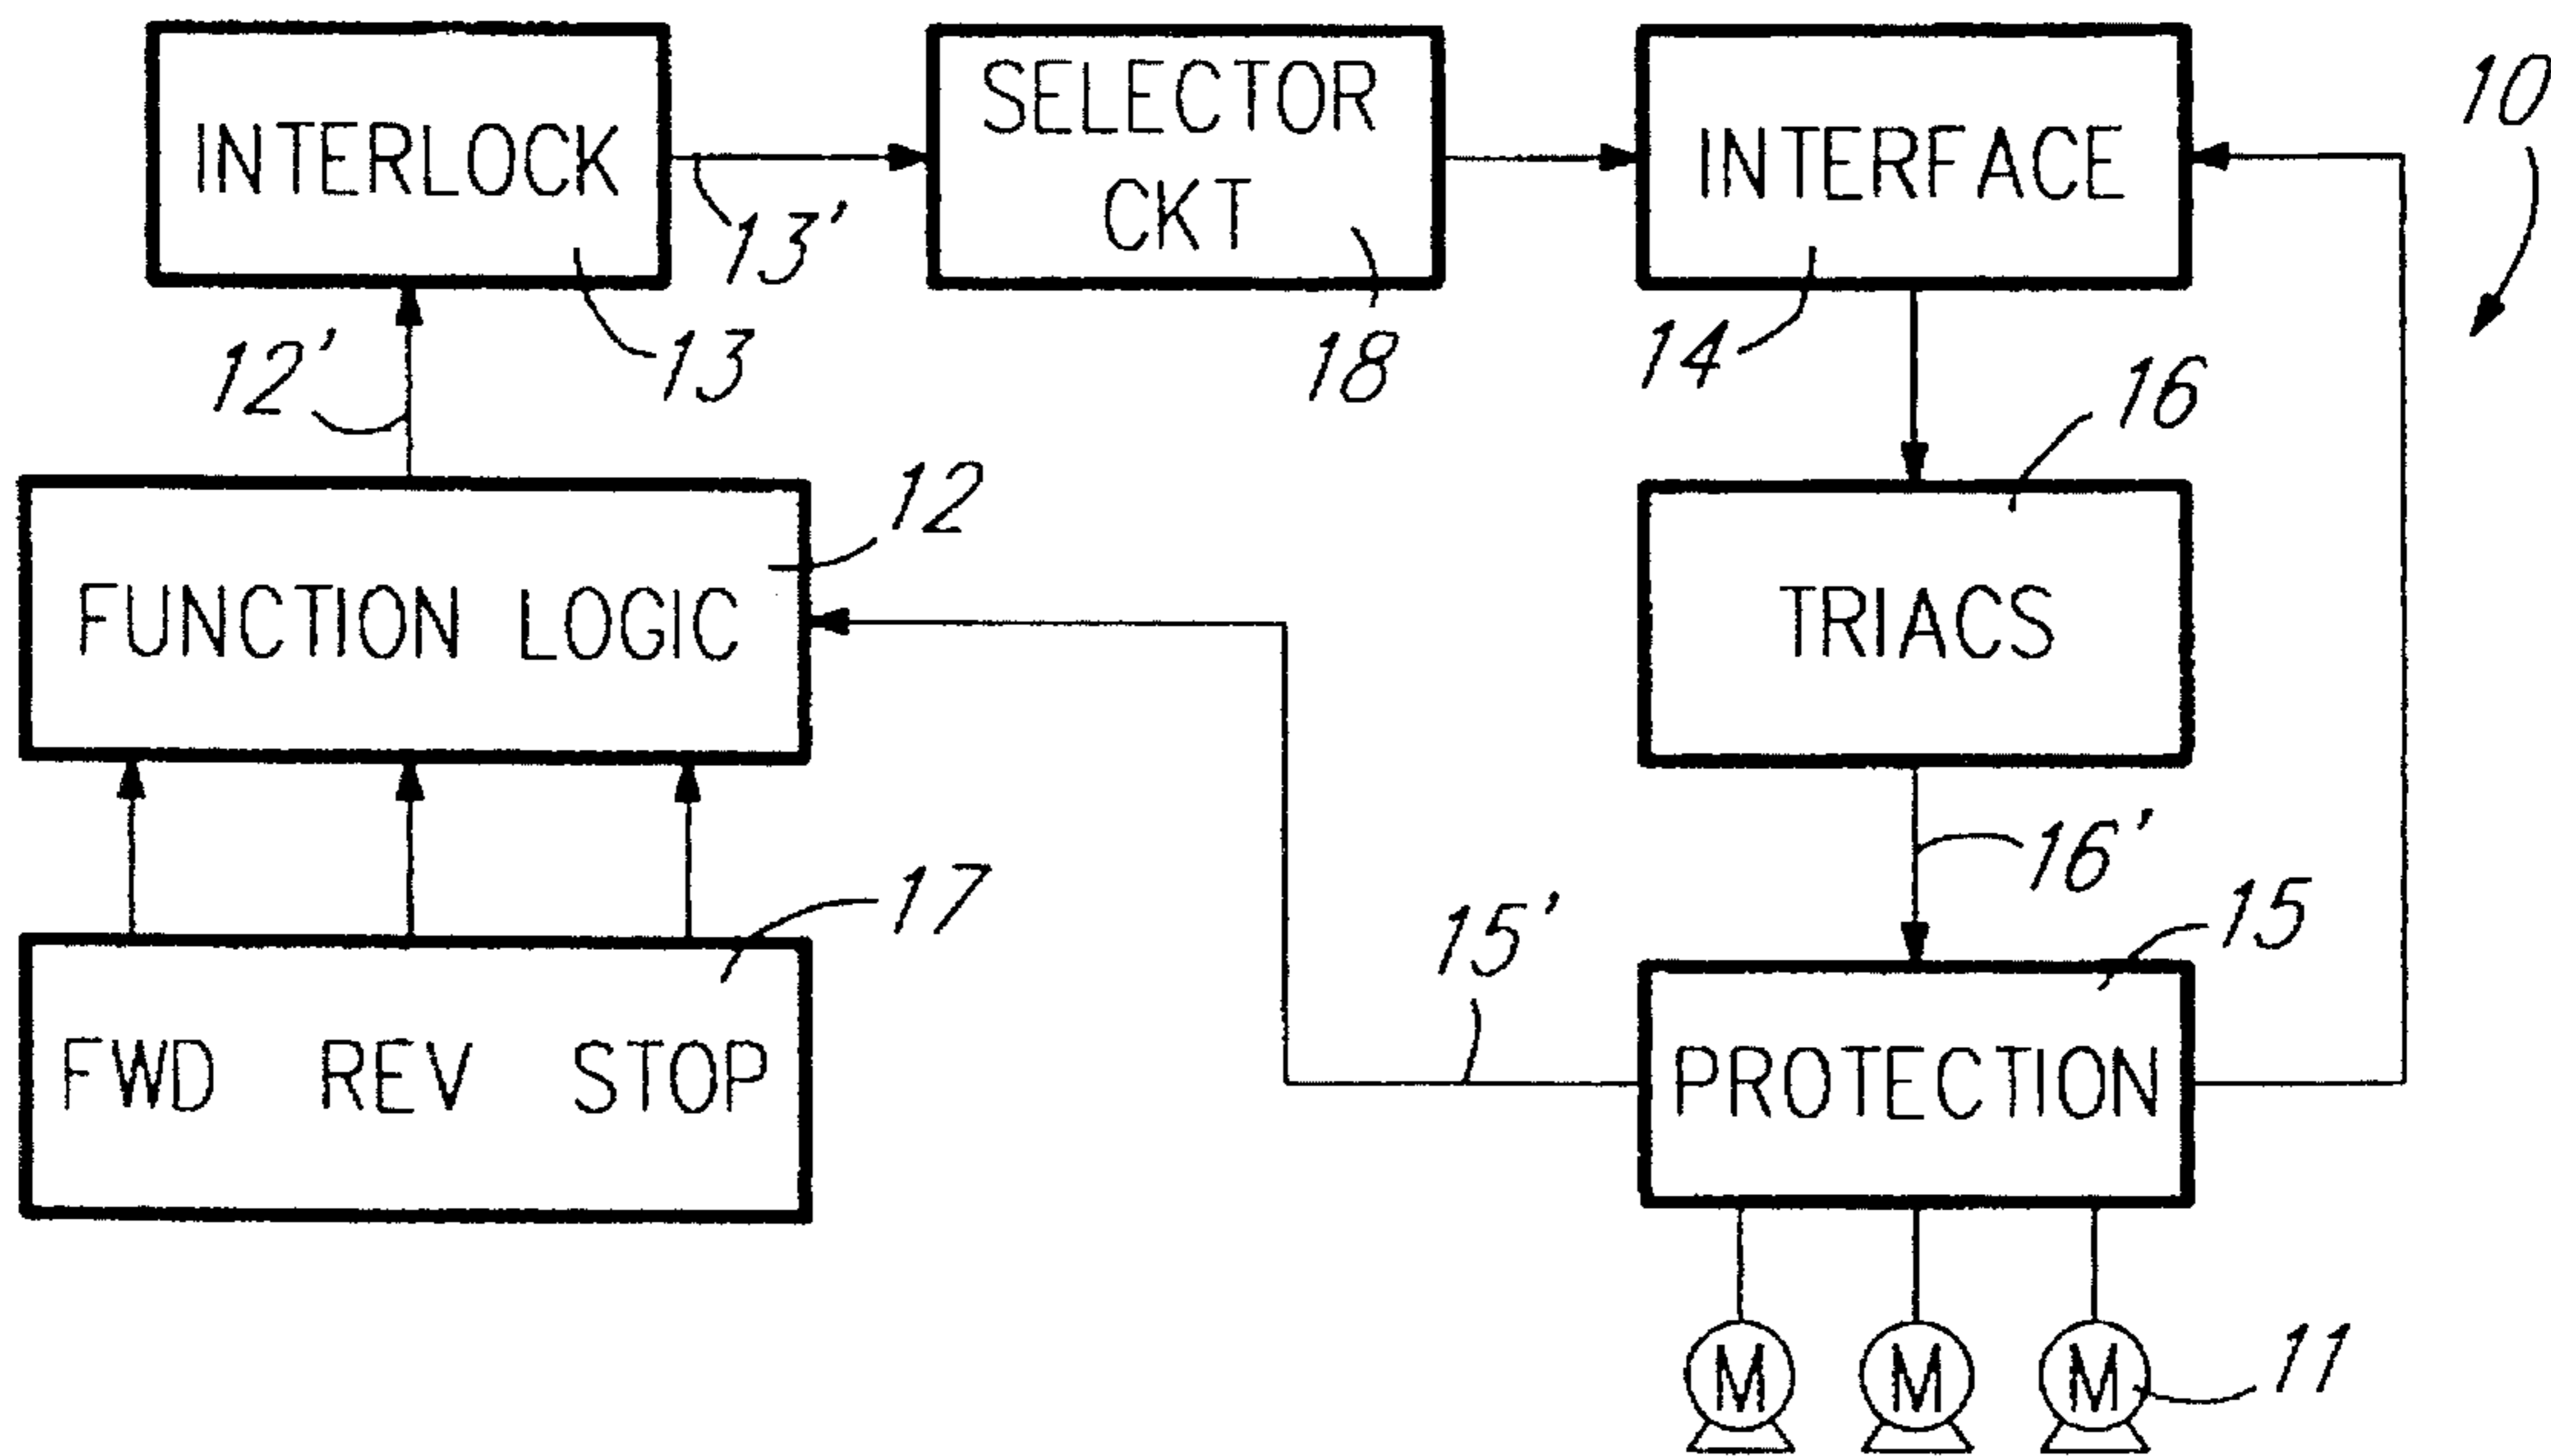 INTERLOCK
SELECTOR
CKT
INTERFACE
10
13'
13
18
14
12'
16
12
FUNCTION LOGIC
TRIACS
17
16'
15'
15
FWD REV STOP
PROTECTION
M M M
11